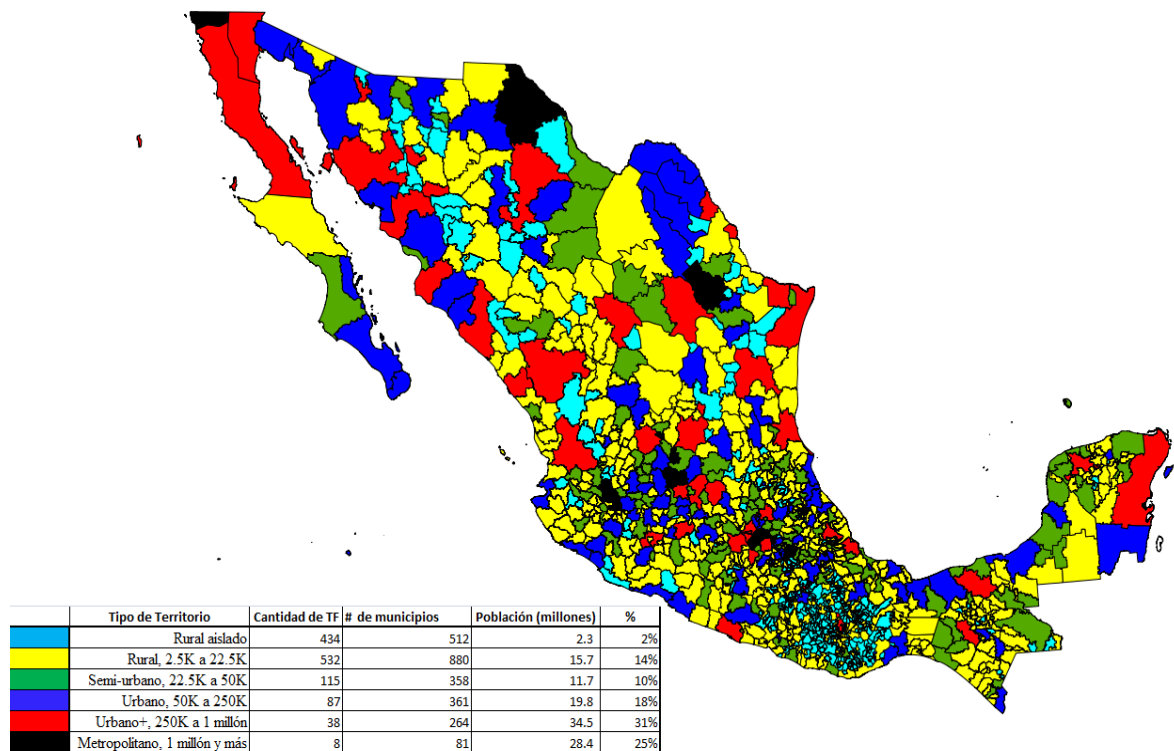 Tipo de Territorio Cantidad de TF # de municipios Población (millones) %
Rural aislado 434 512 2.3 2%
Rural, 2.5K a 22.5K 532 880 15.7 14%
Semi-urbano, 22.5K a 50K 115 358 11.7 10%
Urbano, 50K a 250K 87 361 19.8 18%
Urbano+, 250K a 1 millón 38 264 34.5 31%
Metropolitano, 1 millón y más 8 81 28.4 25%